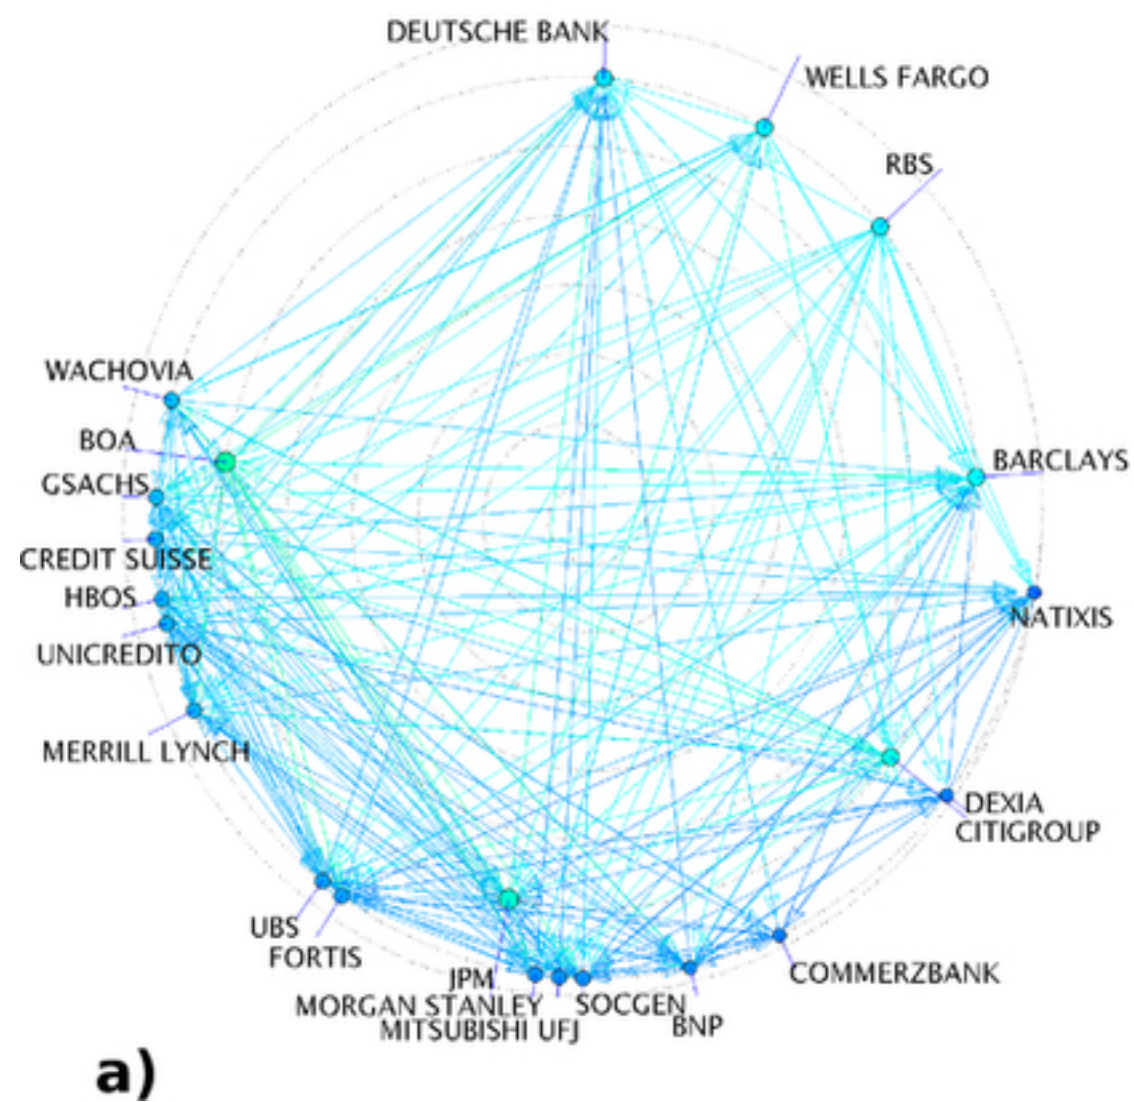 DEUTSCHE BANK
WELLS FARGO
RBS
WACHOVIA
BOA
BARCLAYS
GSACHS
CREDIT SUISSE
HBOS
NATIXIS
UNICREDITO
MERRILL LYNCH
DEXIA
CITIGROUP
UBS
FORTIS
JPM
COMMERZBANK
MORGAN STANLEY
SOCGEN
MITSUBISHI UFJ
BNP
a)